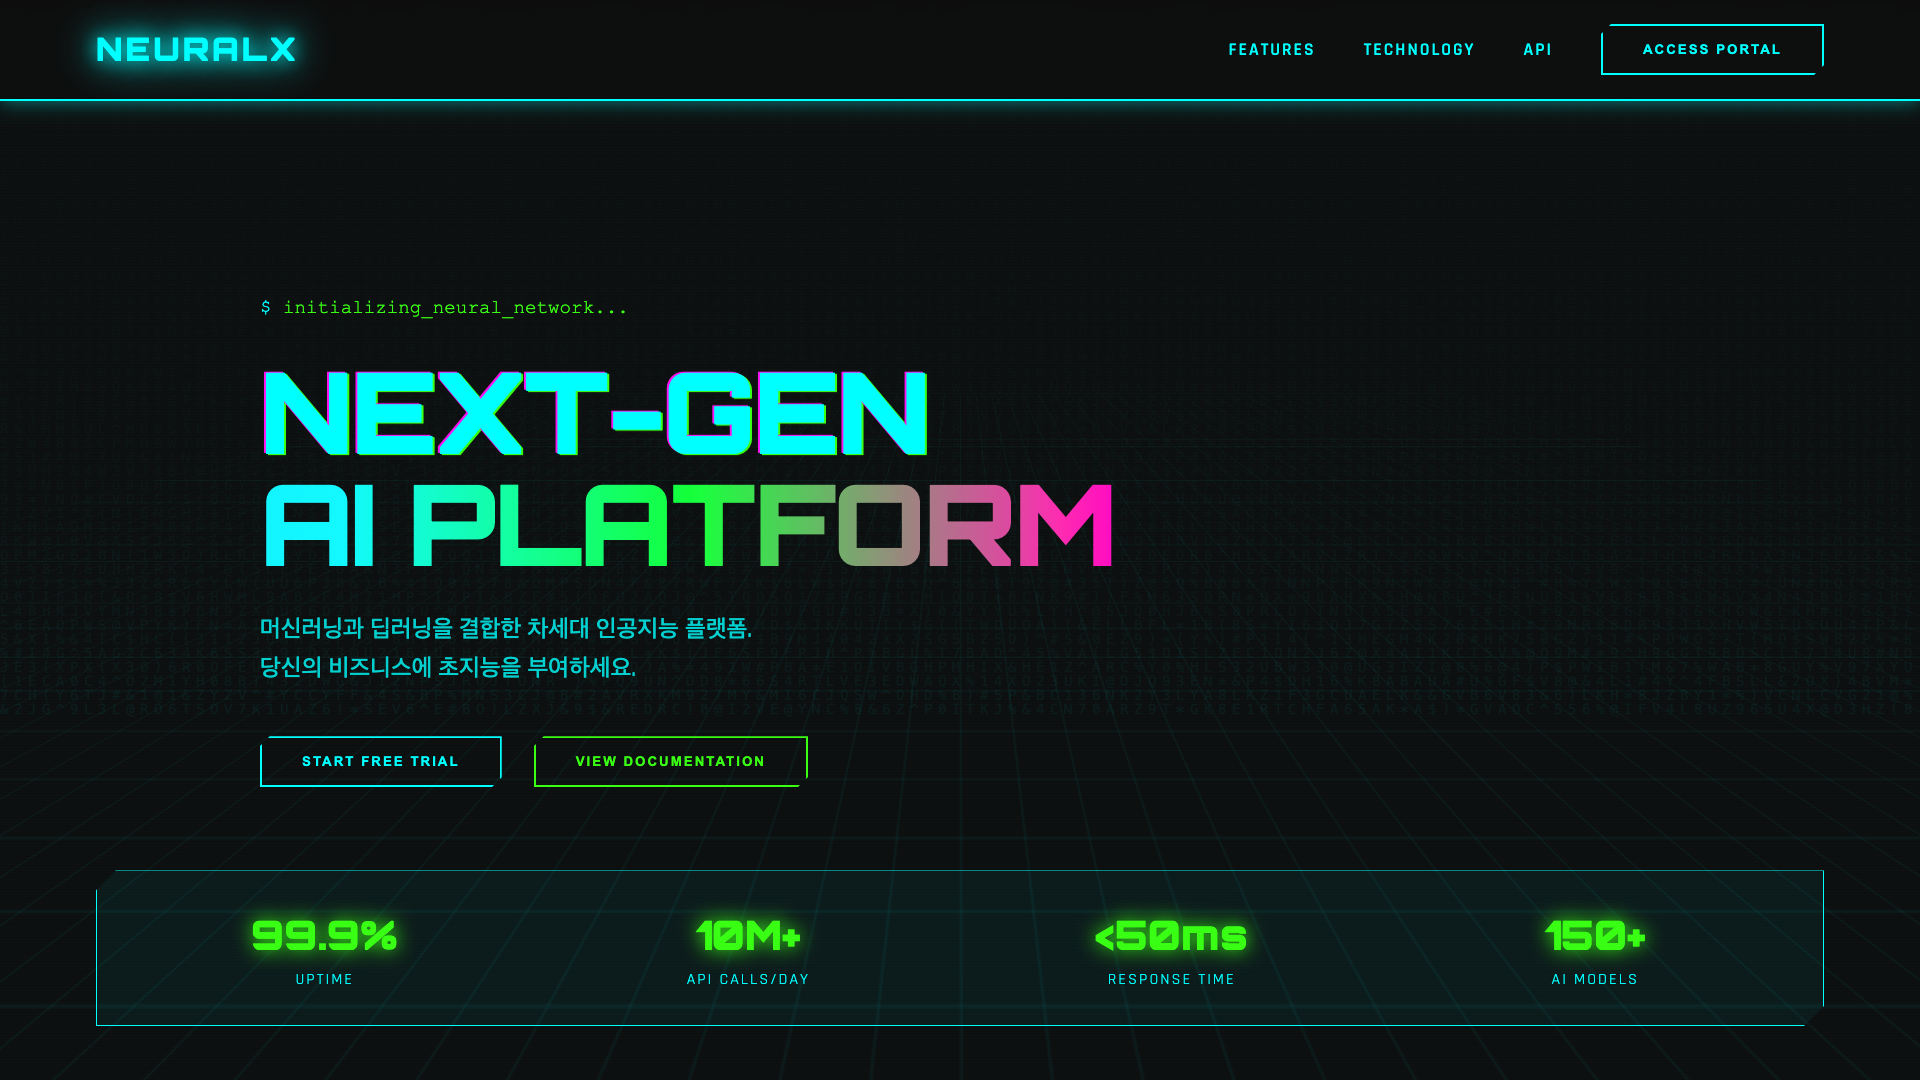 NEURALX
FEATURES
TECHNOLOGY
API
ACCESS PORTAL
$ initializing_neural_network...
NEXT-GEN
AI PLATFORM
머신러닝과 딥러닝을 결합한 차세대 인공지능 플랫폼.
당신의 비즈니스에 초지능을 부여하세요.
START FREE TRIAL
VIEW DOCUMENTATION
99.9%
UPTIME
10M+
API CALLS/DAY
<50ms
RESPONSE TIME
150+
AI MODELS